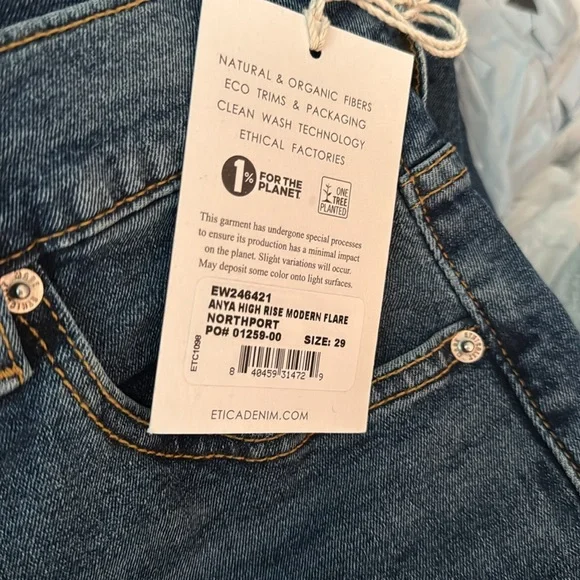 NATURAL & ORGANIC FIBERS
ECO TRIMS & PACKAGING
CLEAN WASH TECHNOLOGY
ETHICAL FACTORIES
1% FOR THE PLANET
ONE TREE PLANTED
This garment has undergone special processes
to ensure its production has a minimal impact
on the planet. Slight variations will occur.
May deposit some color onto light surfaces.
EW246421
ANYA HIGH RISE MODERN FLARE
NORTHPORT
PO# 01259-00 SIZE: 29
ETC1098
8 40459 31472 9
ETICADENIM.COM